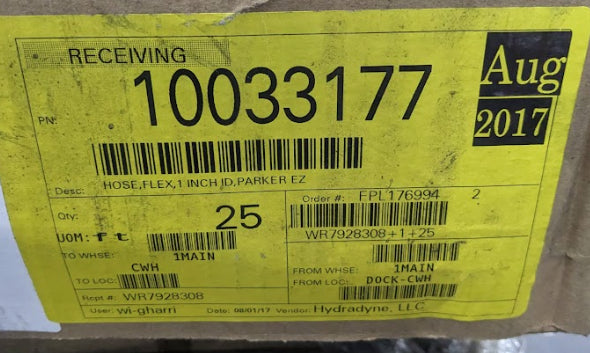 RECEIVING
Aug
2017
PN: 10033177
Desc: HOSE,FLEX,1 INCH ID,PARKER EZ
Qty: 25
Order #: FPL176994 2
UOM: ft
WR7928308+1+25
TO WHSE: 1MAIN
CWH
FROM WHSE: 1MAIN
TO LOC:
FROM LOC: DOCK-CWH
Rcpt #: WR7928308
User: wi-gharri Date: 08/01/17 Vendor: Hydradyne, LLC